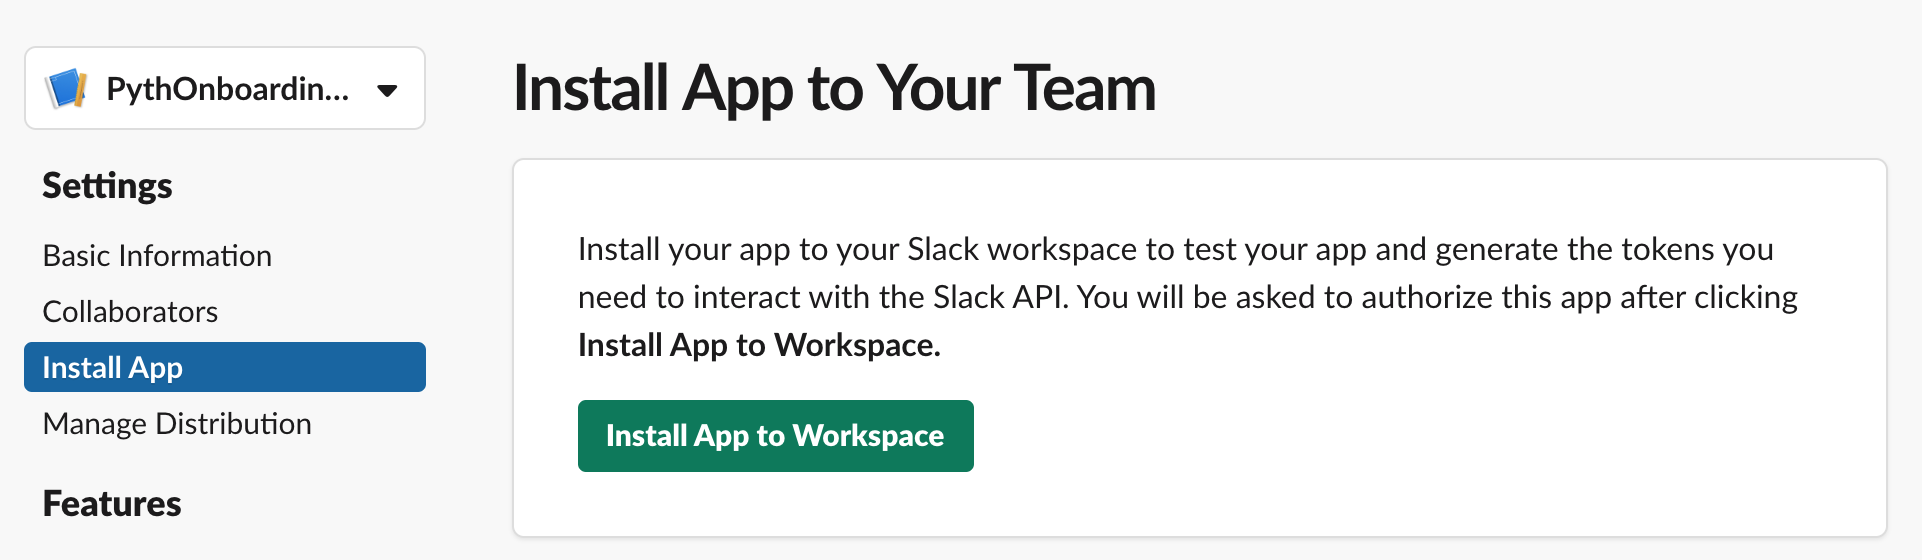 PythOnboardin...
Settings
Basic Information
Collaborators
Install App
Manage Distribution
Features
Install App to Your Team
Install your app to your Slack workspace to test your app and generate the tokens you
need to interact with the Slack API. You will be asked to authorize this app after clicking
Install App to Workspace.
Install App to Workspace